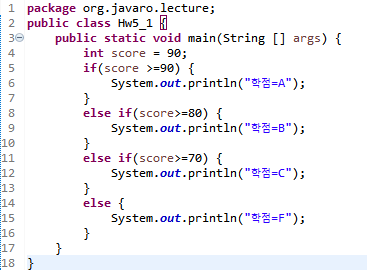 1 package org.javaro.lecture;
2 public class Hw5_1 {
3 public static void main(String [] args) {
4 int score = 90;
5 if(score >=90) {
6 System.out.println("학점=A");
7 }
8 else if(score>=80) {
9 System.out.println("학점=B");
10 }
11 else if(score>=70) {
12 System.out.println("학점=C");
13 }
14 else {
15 System.out.println("학점=F");
16 }
17 }
18 }